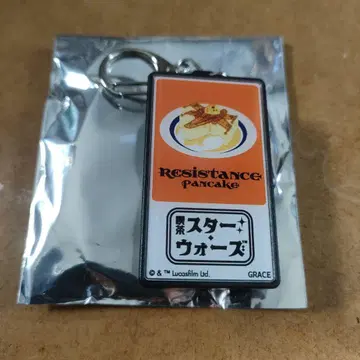 Resistance
Pancake
喫茶
スター・
ウォーズ
© & ™ Lucasfilm Ltd.
GRACE